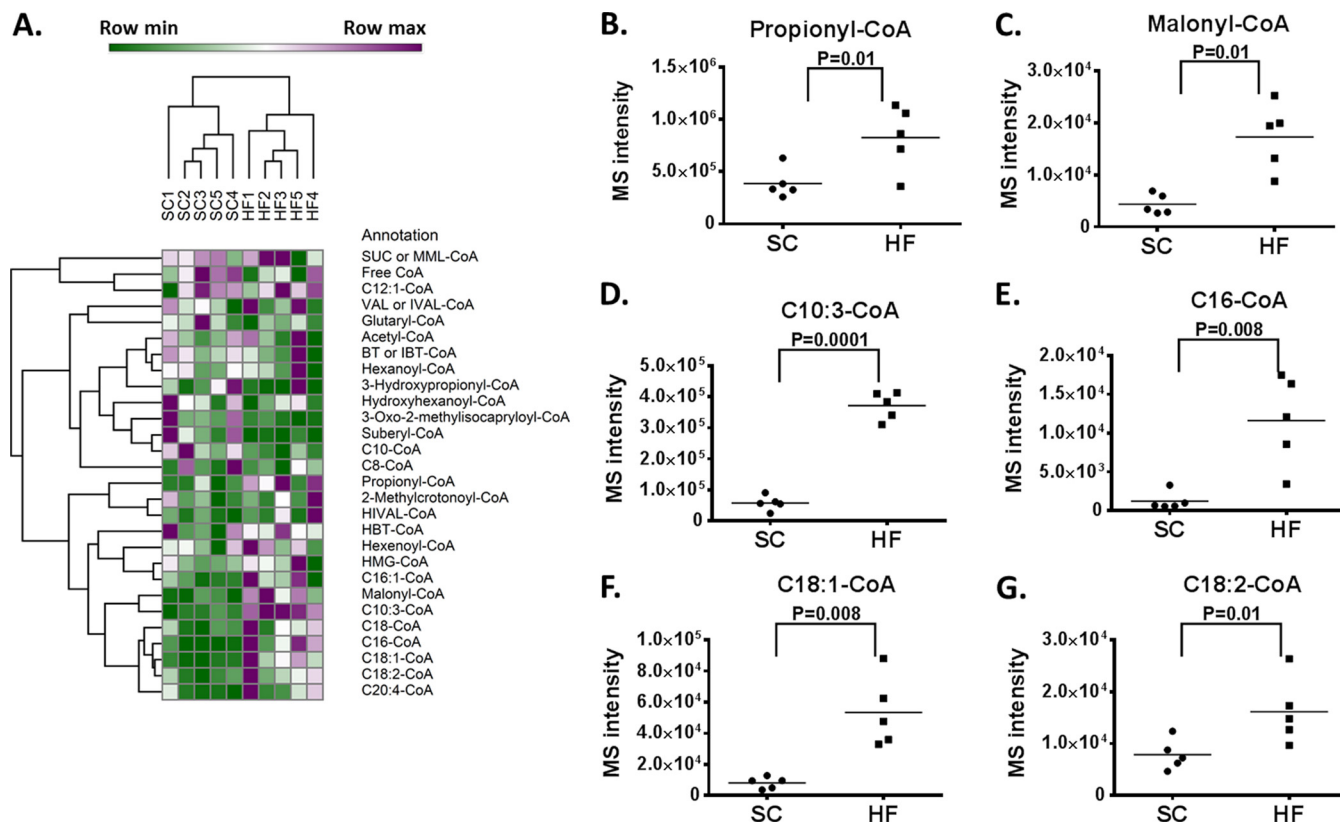 A.
Row min Row max
SC1 SC2 SC3 SC5 SC4 HF1 HF2 HF3 HF5 HF4
Annotation
SUC or MML-CoA
Free CoA
C12:1-CoA
VAL or IVAL-CoA
Glutaryl-CoA
Acetyl-CoA
BT or IBT-CoA
Hexanoyl-CoA
3-Hydroxypropionyl-CoA
Hydroxyhexanoyl-CoA
3-Oxo-2-methylisocapryloyl-CoA
Suberyl-CoA
C10-CoA
C8-CoA
Propionyl-CoA
2-Methylcrotonoyl-CoA
HIVAL-CoA
HBT-CoA
Hexenoyl-CoA
HMG-CoA
C16:1-CoA
Malonyl-CoA
C10:3-CoA
C18-CoA
C16-CoA
C18:1-CoA
C18:2-CoA
C20:4-CoA
B.
Propionyl-CoA
P=0.01
MS intensity
1.5×10⁶
1.0×10⁶
5.0×10⁵
0
SC HF
C.
Malonyl-CoA
P=0.01
MS intensity
3.0×10⁴
2.0×10⁴
1.0×10⁴
0
SC HF
D.
C10:3-CoA
P=0.0001
MS intensity
5.0×10⁵
4.0×10⁵
3.0×10⁵
2.0×10⁵
1.0×10⁵
0
SC HF
E.
C16-CoA
P=0.008
MS intensity
2.0×10⁴
1.5×10⁴
1.0×10⁴
5.0×10³
0
SC HF
F.
C18:1-CoA
P=0.008
MS intensity
1.0×10⁵
8.0×10⁴
6.0×10⁴
4.0×10⁴
2.0×10⁴
0
SC HF
G.
C18:2-CoA
P=0.01
MS intensity
3.0×10⁴
2.0×10⁴
1.0×10⁴
0
SC HF